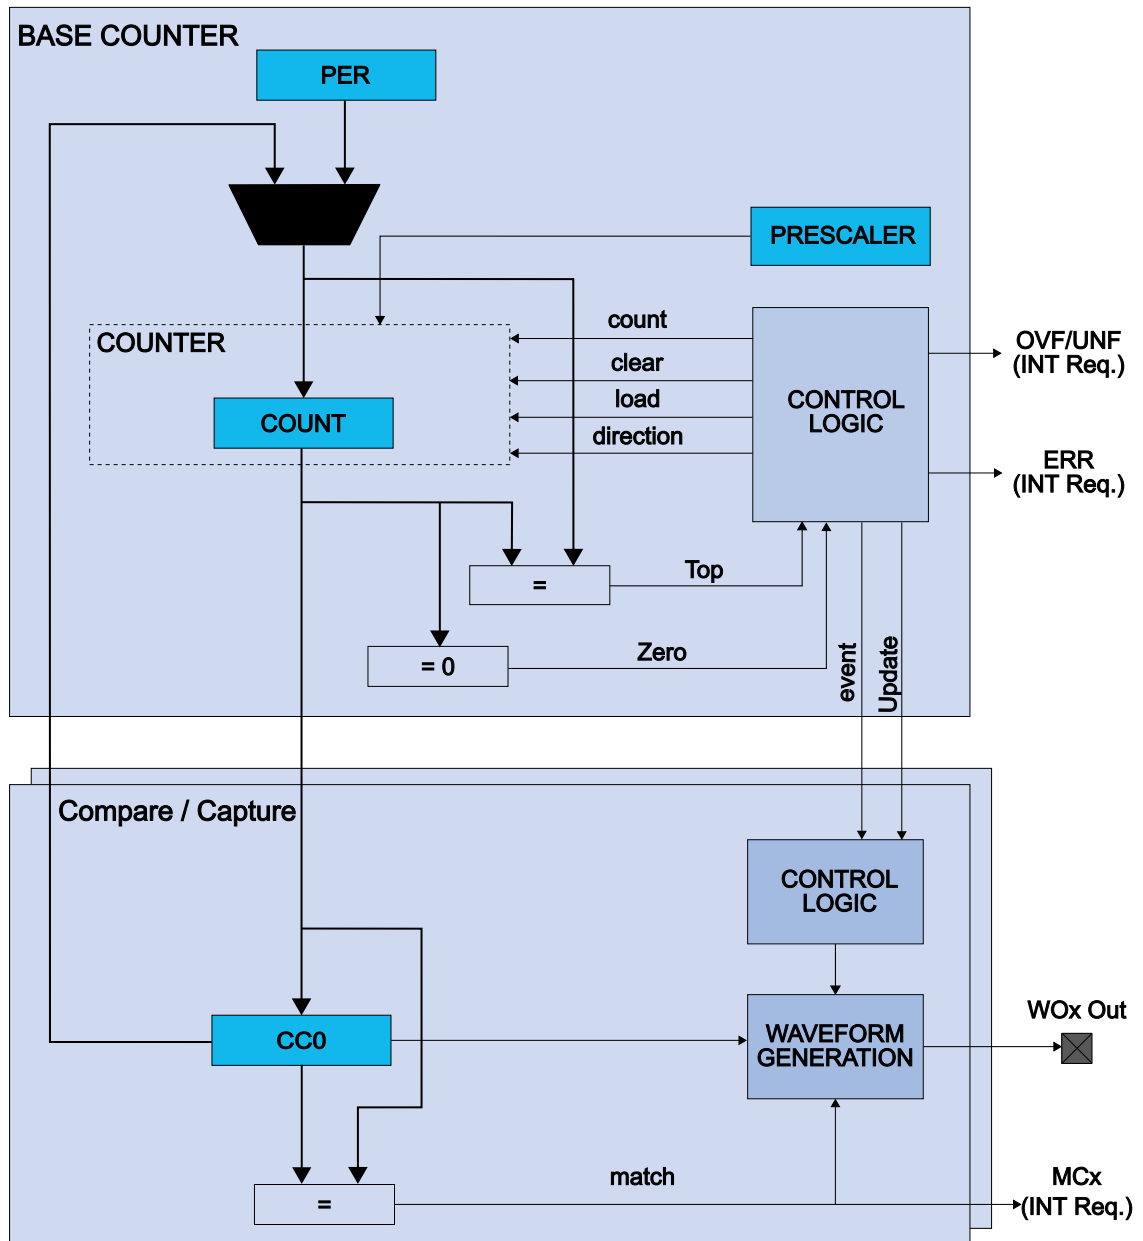 BASE COUNTER
PER
PRESCALER
COUNTER
COUNT
count
clear
load
direction
CONTROL
LOGIC
OVF/UNF
(INT Req.)
ERR
(INT Req.)
=
Top
= 0
Zero
event
Update
Compare / Capture
CONTROL
LOGIC
CC0
WAVEFORM
GENERATION
WOx Out
=
match
MCx
(INT Req.)